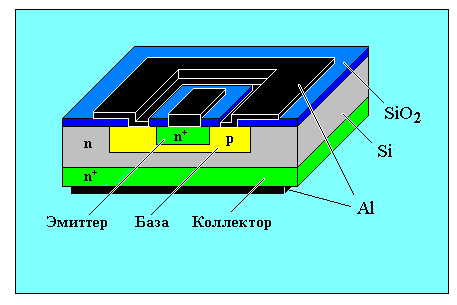 SiO2
n
n+
p
Si
n+
Al
Эмиттер База Коллектор